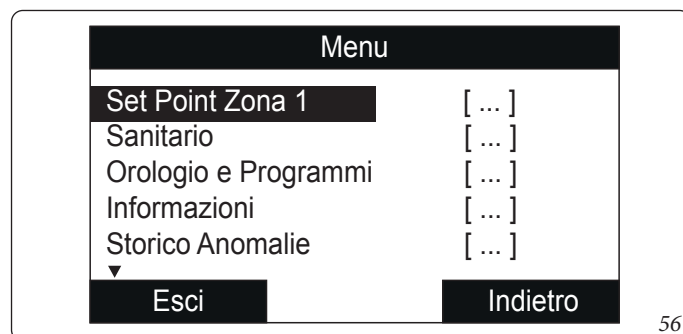 Menu
Set Point Zona 1 [ ... ]
Sanitario [ ... ]
Orologio e Programmi [ ... ]
Informazioni [ ... ]
Storico Anomalie [ ... ]
▼
Esci Indietro
56